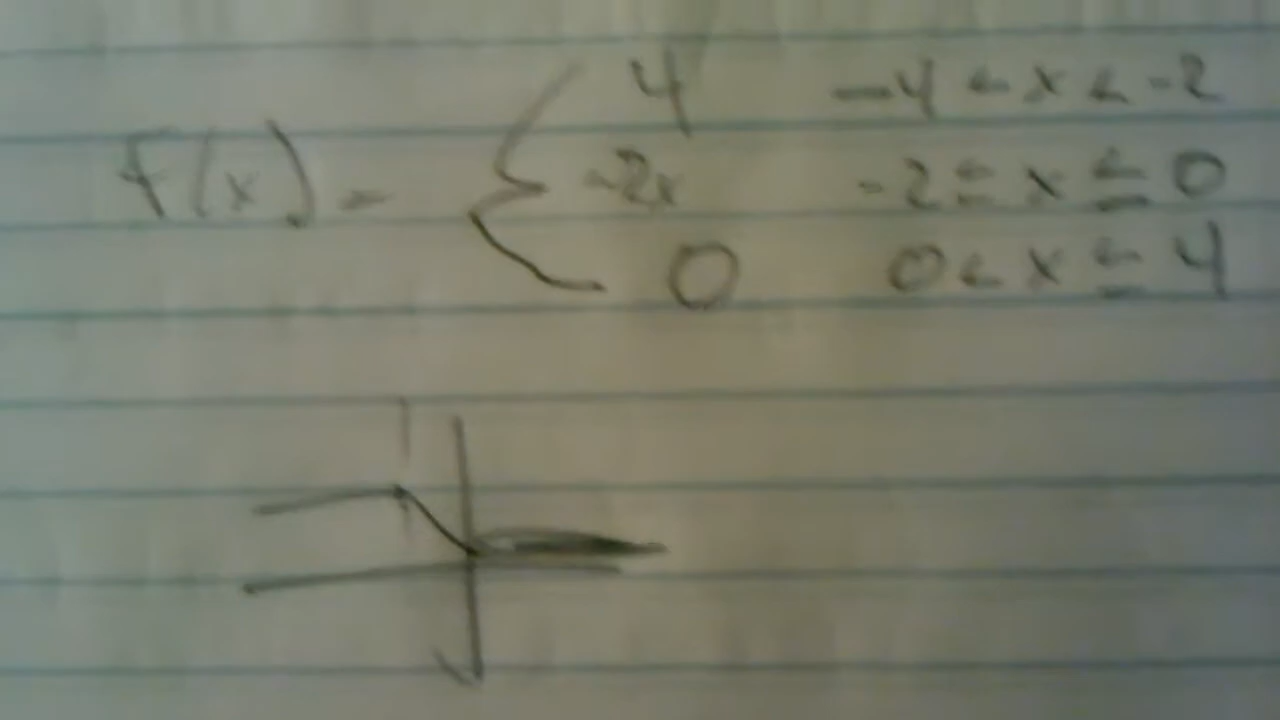 f(x) = { 4 -4 < x < -2
-2x -2 ≤ x ≤ 0
0 0 < x ≤ 4